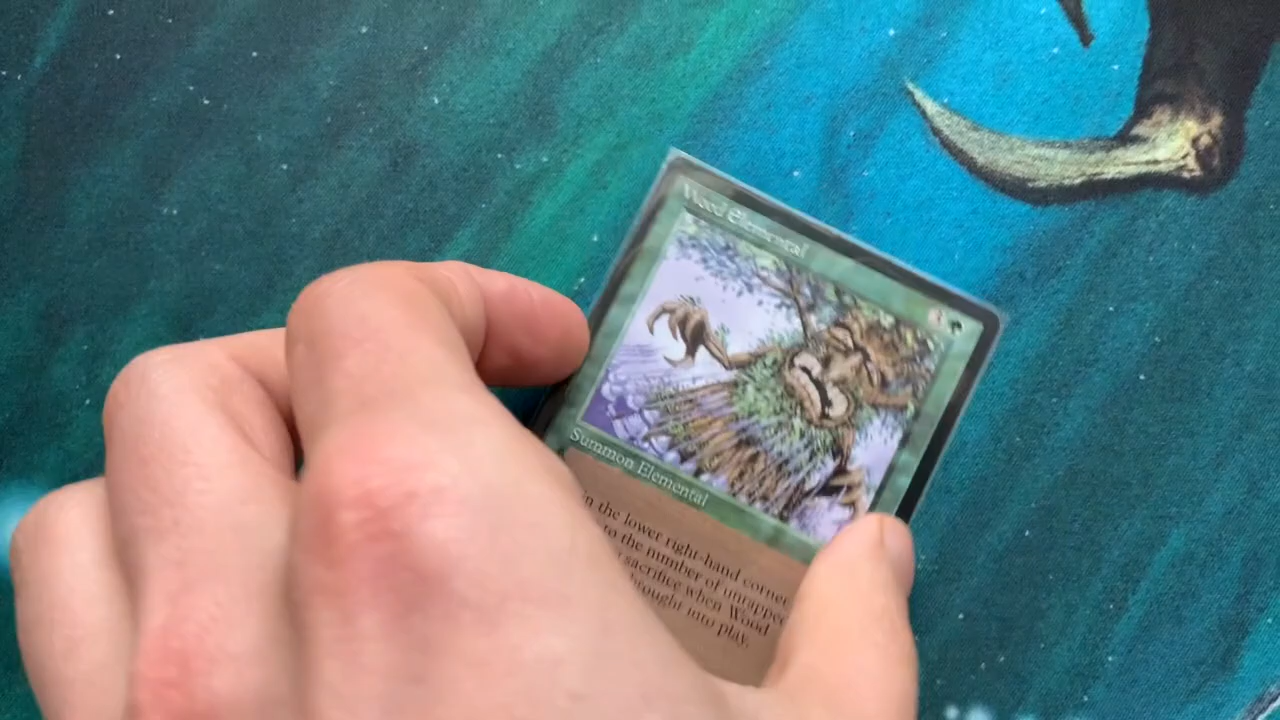 Wood Elemental
Summon Elemental
in the lower right-hand corner
to the number of untapped
sacrifice when Wood
brought into play.